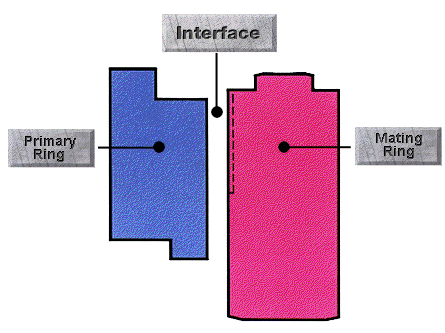 Interface
Primary
Ring
Mating
Ring